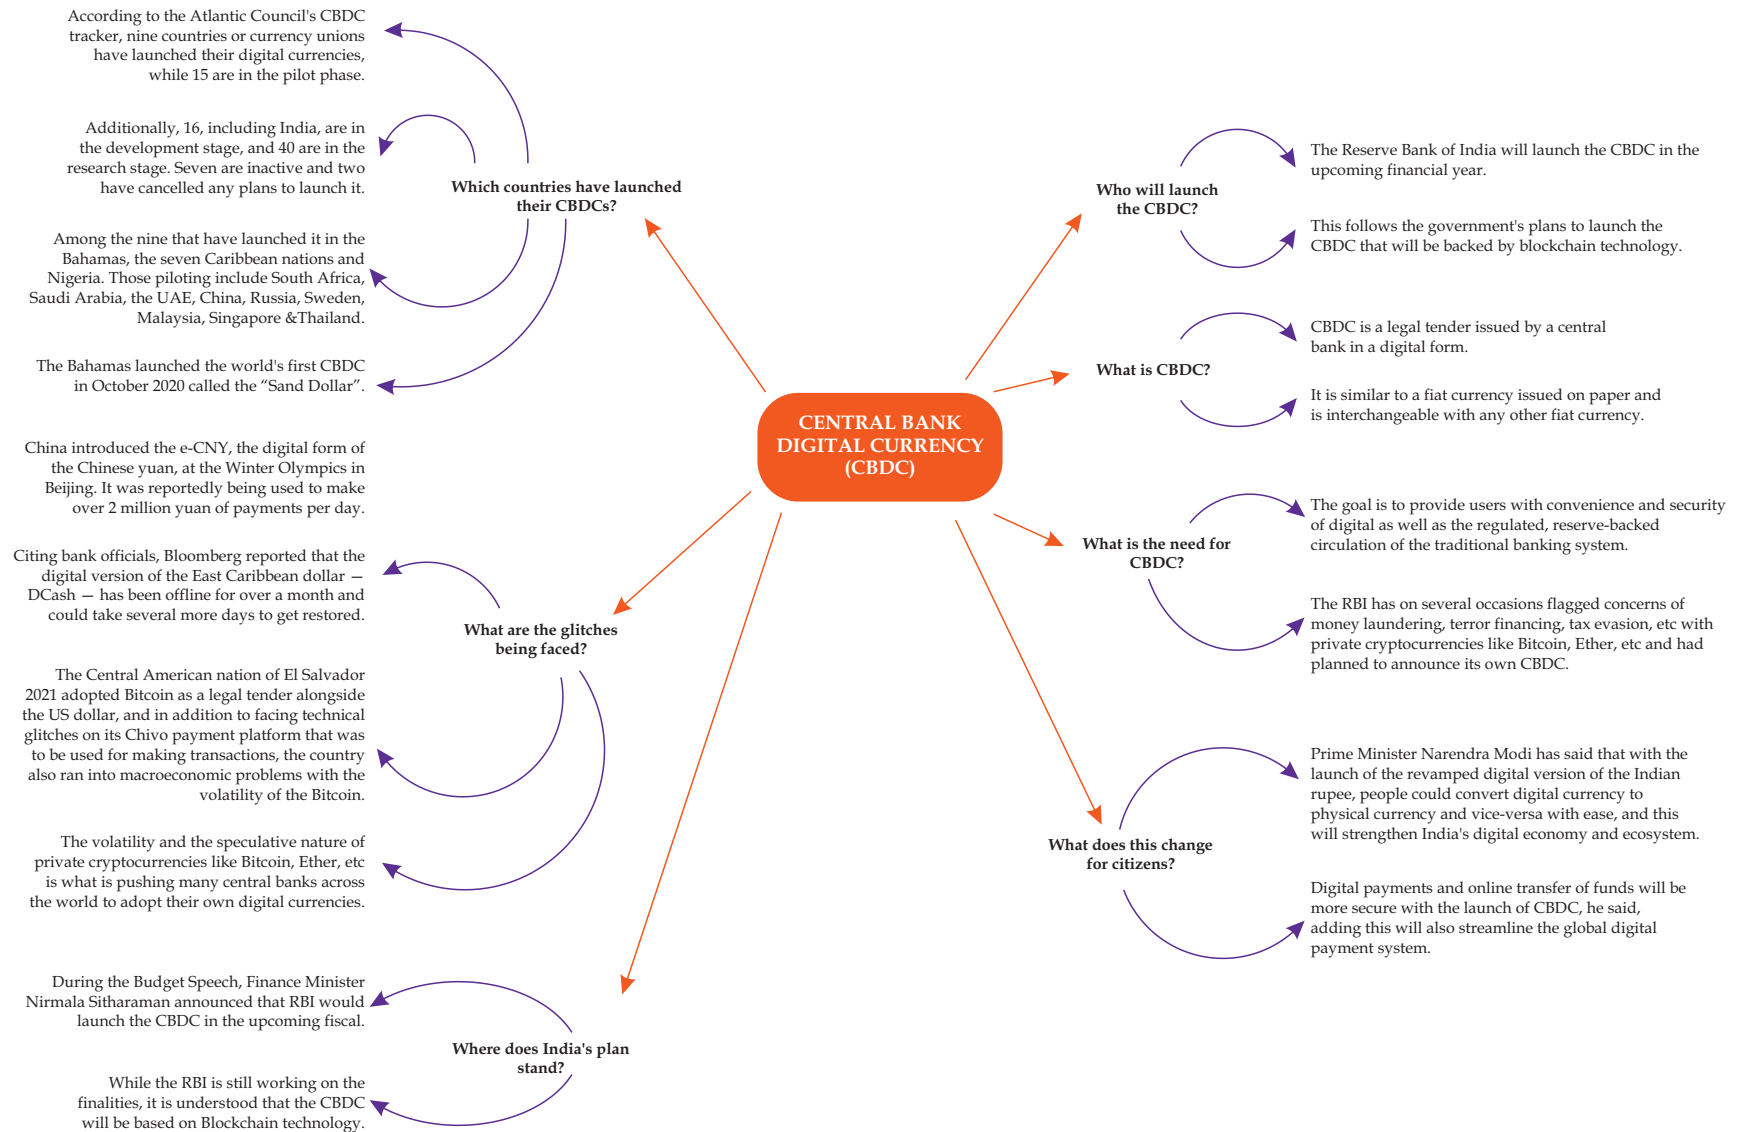 CENTRAL BANK
DIGITAL CURRENCY
(CBDC)
Who will launch
the CBDC?
The Reserve Bank of India will launch the CBDC in the
upcoming financial year.
This follows the government's plans to launch the
CBDC that will be backed by blockchain technology.
What is CBDC?
CBDC is a legal tender issued by a central
bank in a digital form.
It is similar to a fiat currency issued on paper and
is interchangeable with any other fiat currency.
What is the need for
CBDC?
The goal is to provide users with convenience and security
of digital as well as the regulated, reserve-backed
circulation of the traditional banking system.
The RBI has on several occasions flagged concerns of
money laundering, terror financing, tax evasion, etc with
private cryptocurrencies like Bitcoin, Ether, etc and had
planned to announce its own CBDC.
What does this change
for citizens?
Prime Minister Narendra Modi has said that with the
launch of the revamped digital version of the Indian
rupee, people could convert digital currency to
physical currency and vice-versa with ease, and this
will strengthen India's digital economy and ecosystem.
Digital payments and online transfer of funds will be
more secure with the launch of CBDC, he said,
adding this will also streamline the global digital
payment system.
Which countries have launched
their CBDCs?
According to the Atlantic Council's CBDC
tracker, nine countries or currency unions
have launched their digital currencies,
while 15 are in the pilot phase.
Additionally, 16, including India, are in
the development stage, and 40 are in the
research stage. Seven are inactive and two
have cancelled any plans to launch it.
Among the nine that have launched it in the
Bahamas, the seven Caribbean nations and
Nigeria. Those piloting include South Africa,
Saudi Arabia, the UAE, China, Russia, Sweden,
Malaysia, Singapore &Thailand.
The Bahamas launched the world's first CBDC
in October 2020 called the “Sand Dollar”.
China introduced the e-CNY, the digital form of
the Chinese yuan, at the Winter Olympics in
Beijing. It was reportedly being used to make
over 2 million yuan of payments per day.
What are the glitches
being faced?
Citing bank officials, Bloomberg reported that the
digital version of the East Caribbean dollar —
DCash — has been offline for over a month and
could take several more days to get restored.
The Central American nation of El Salvador
2021 adopted Bitcoin as a legal tender alongside
the US dollar, and in addition to facing technical
glitches on its Chivo payment platform that was
to be used for making transactions, the country
also ran into macroeconomic problems with the
volatility of the Bitcoin.
The volatility and the speculative nature of
private cryptocurrencies like Bitcoin, Ether, etc
is what is pushing many central banks across
the world to adopt their own digital currencies.
Where does India's plan
stand?
During the Budget Speech, Finance Minister
Nirmala Sitharaman announced that RBI would
launch the CBDC in the upcoming fiscal.
While the RBI is still working on the
finalities, it is understood that the CBDC
will be based on Blockchain technology.